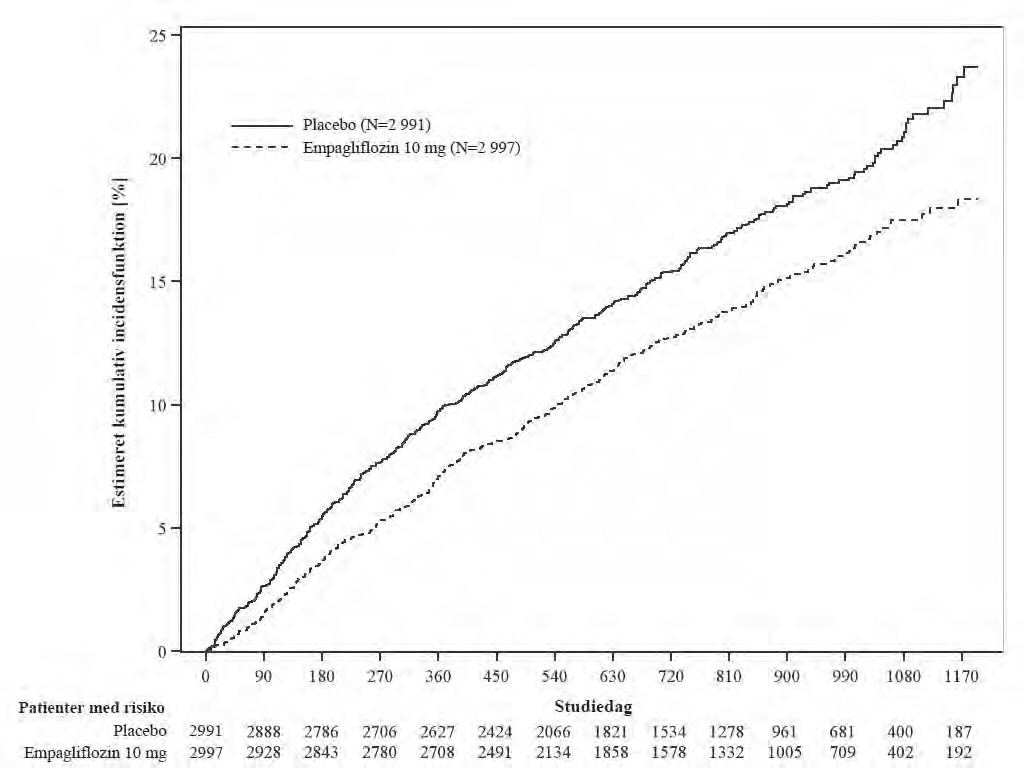 25
Placebo (N=2 991)
Empagliflozin 10 mg (N=2 997)
20
15
10
5
0
Estimeret kumulativ incidensfunktion [%]
0 90 180 270 360 450 540 630 720 810 900 990 1080 1170
Patienter med risiko Studiedag
Placebo 2991 2888 2786 2706 2627 2424 2066 1821 1534 1278 961 681 400 187
Empagliflozin 10 mg 2997 2928 2843 2780 2708 2491 2134 1858 1578 1332 1005 709 402 192